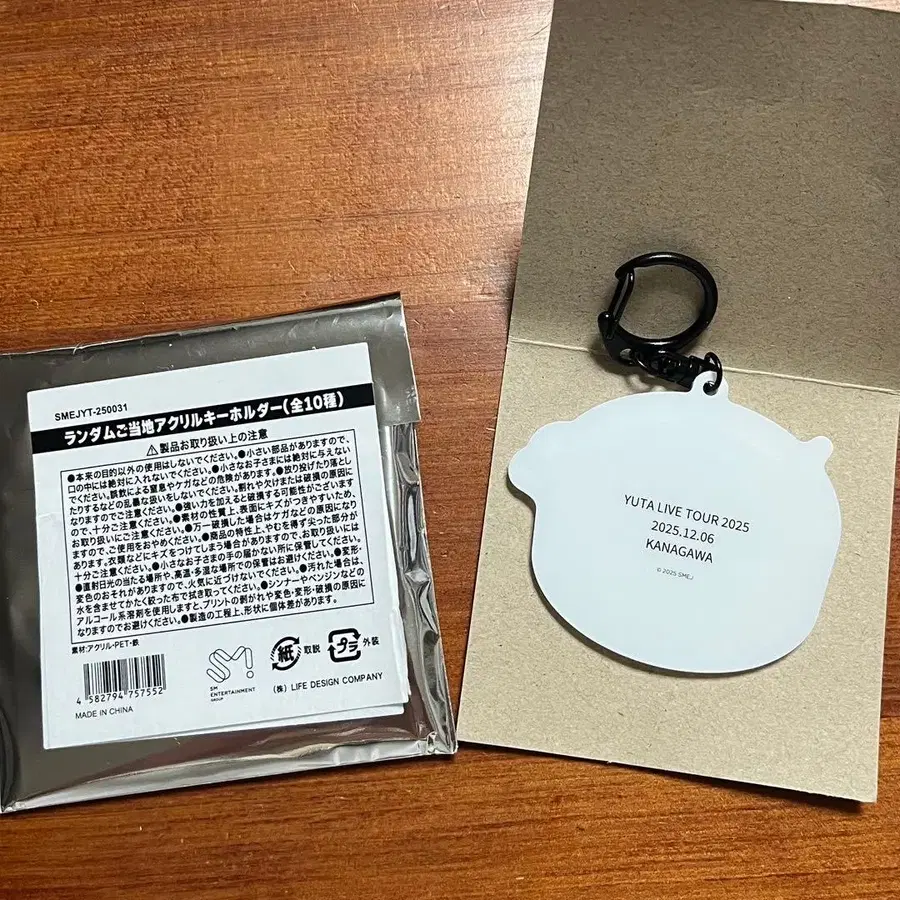 SMEJYT-250031
ランダムご当地アクリルキーホルダー(全10種)
⚠製品お取り扱い上の注意
●本来の目的以外の使用はしないでください。●小さい部品がありますので、
口の中には絶対に入れないでください。●小さなお子さまには絶対に与えない
でください。誤飲による窒息やケガなどの危険があります。●放り投げたり落とし
たりするなどの乱暴な扱いをしないでください。割れや欠けまたは破損の原因に
なりますのでご注意ください。●強い力を加えると破損する可能性がございます
ので、十分ご注意ください。●素材の性質上、表面にキズがつきやすいため、
お取り扱いにご注意ください。●万一破損した場合はケガなどの原因になり
ますので、ご使用をおやめください。●商品の特性上、やむを得ず尖った部分が
あります。衣類などにキズをつけてしまう場合がありますので、お取り扱いには
十分ご注意ください。●小さなお子さまの手の届かない所に保管してください。
●直射日光の当たる場所や、高温・多湿な場所での保管はお避けください。●変形・
変色のおそれがありますので、火気に近づけないでください。●汚れた場合は、
水を含ませてかたく絞った布で拭き取ってください。●シンナーやベンジンなどの
アルコール系溶剤を使用しますと、プリントの剥がれや変色・変形・破損の原因に
なりますのでお避けください。●製造の工程上、形状に個体差があります。
素材:アクリル・PET・鉄
4 582794 757552
MADE IN CHINA
SM!
SM
ENTERTAINMENT
GROUP
紙 取説
プラ 外装
(株) LIFE DESIGN COMPANY
YUTA LIVE TOUR 2025
2025.12.06
KANAGAWA
© 2025 SMEJ